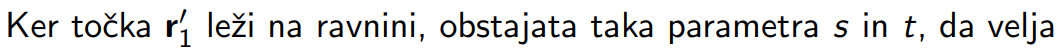 Ker točka r′₁ leži na ravnini, obstajata taka parametra s in t, da velja